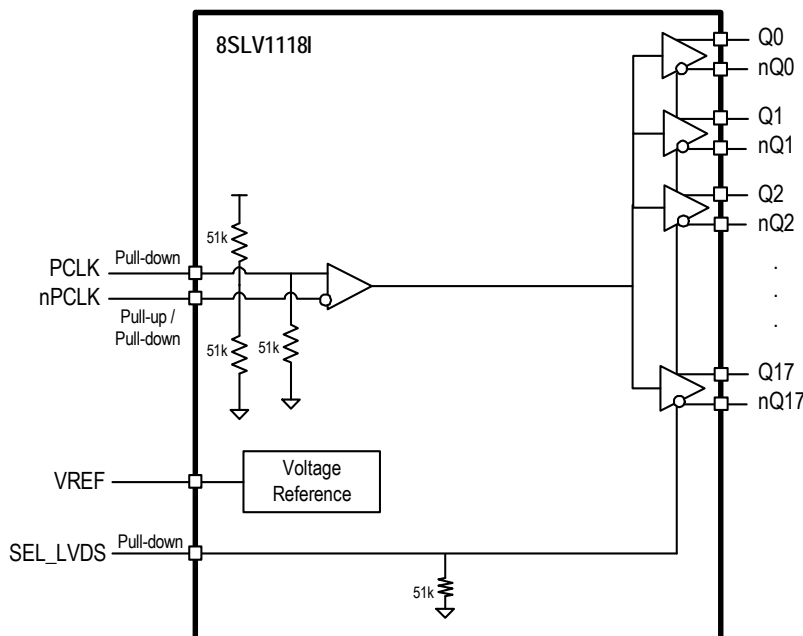 8SLV1118I
Q0
nQ0
Q1
nQ1
Q2
nQ2
.
.
.
51k
PCLK
Pull-down
nPCLK
Pull-up /
Pull-down
51k
51k
Q17
nQ17
VREF
Voltage
Reference
SEL_LVDS
Pull-down
51k